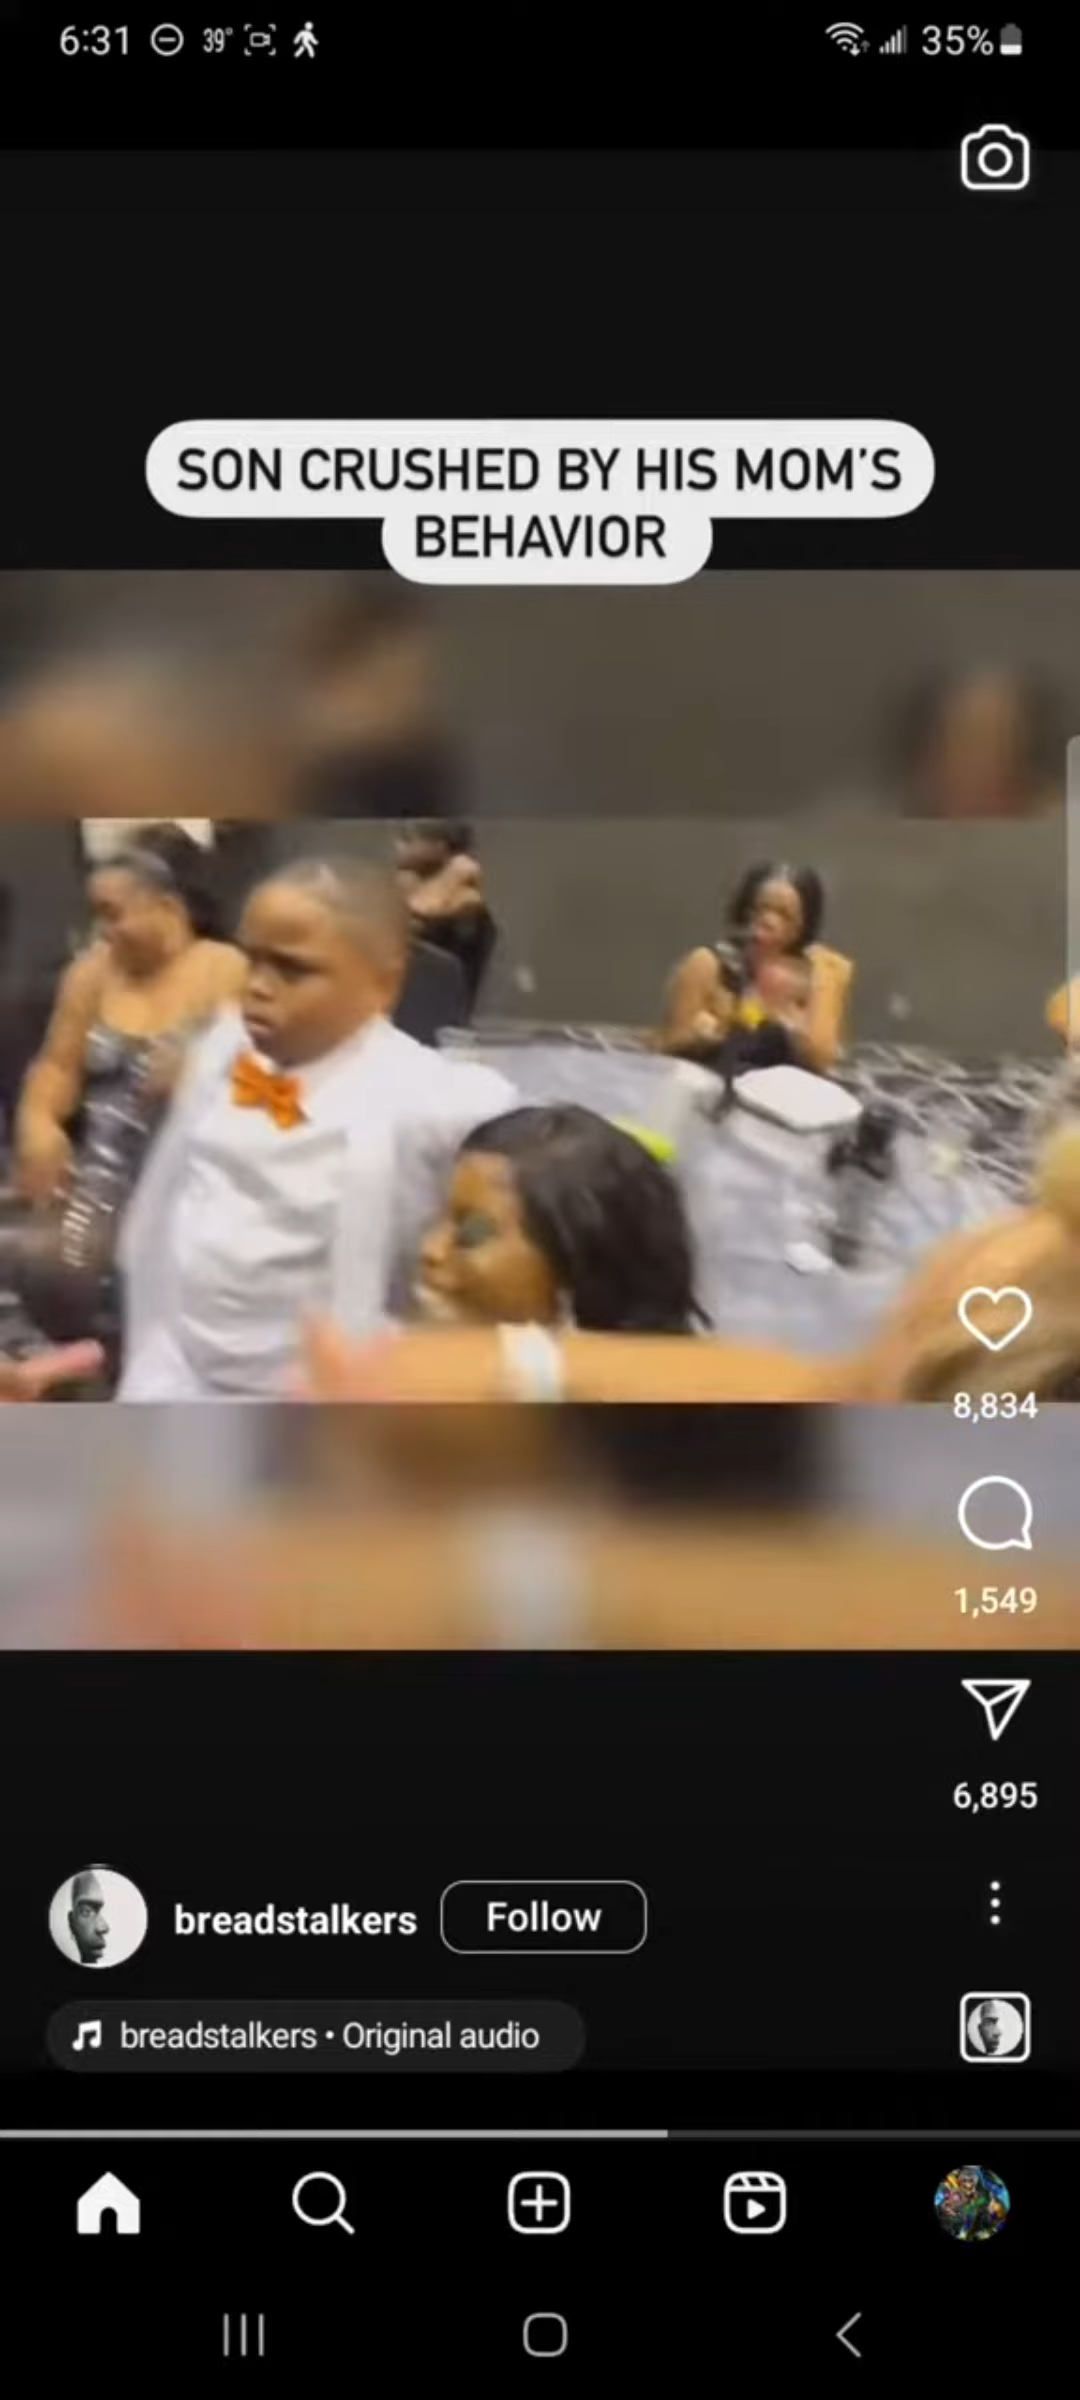 6:31 39° 35%
SON CRUSHED BY HIS MOM'S
BEHAVIOR
8,834
1,549
6,895
breadstalkers Follow
breadstalkers • Original audio